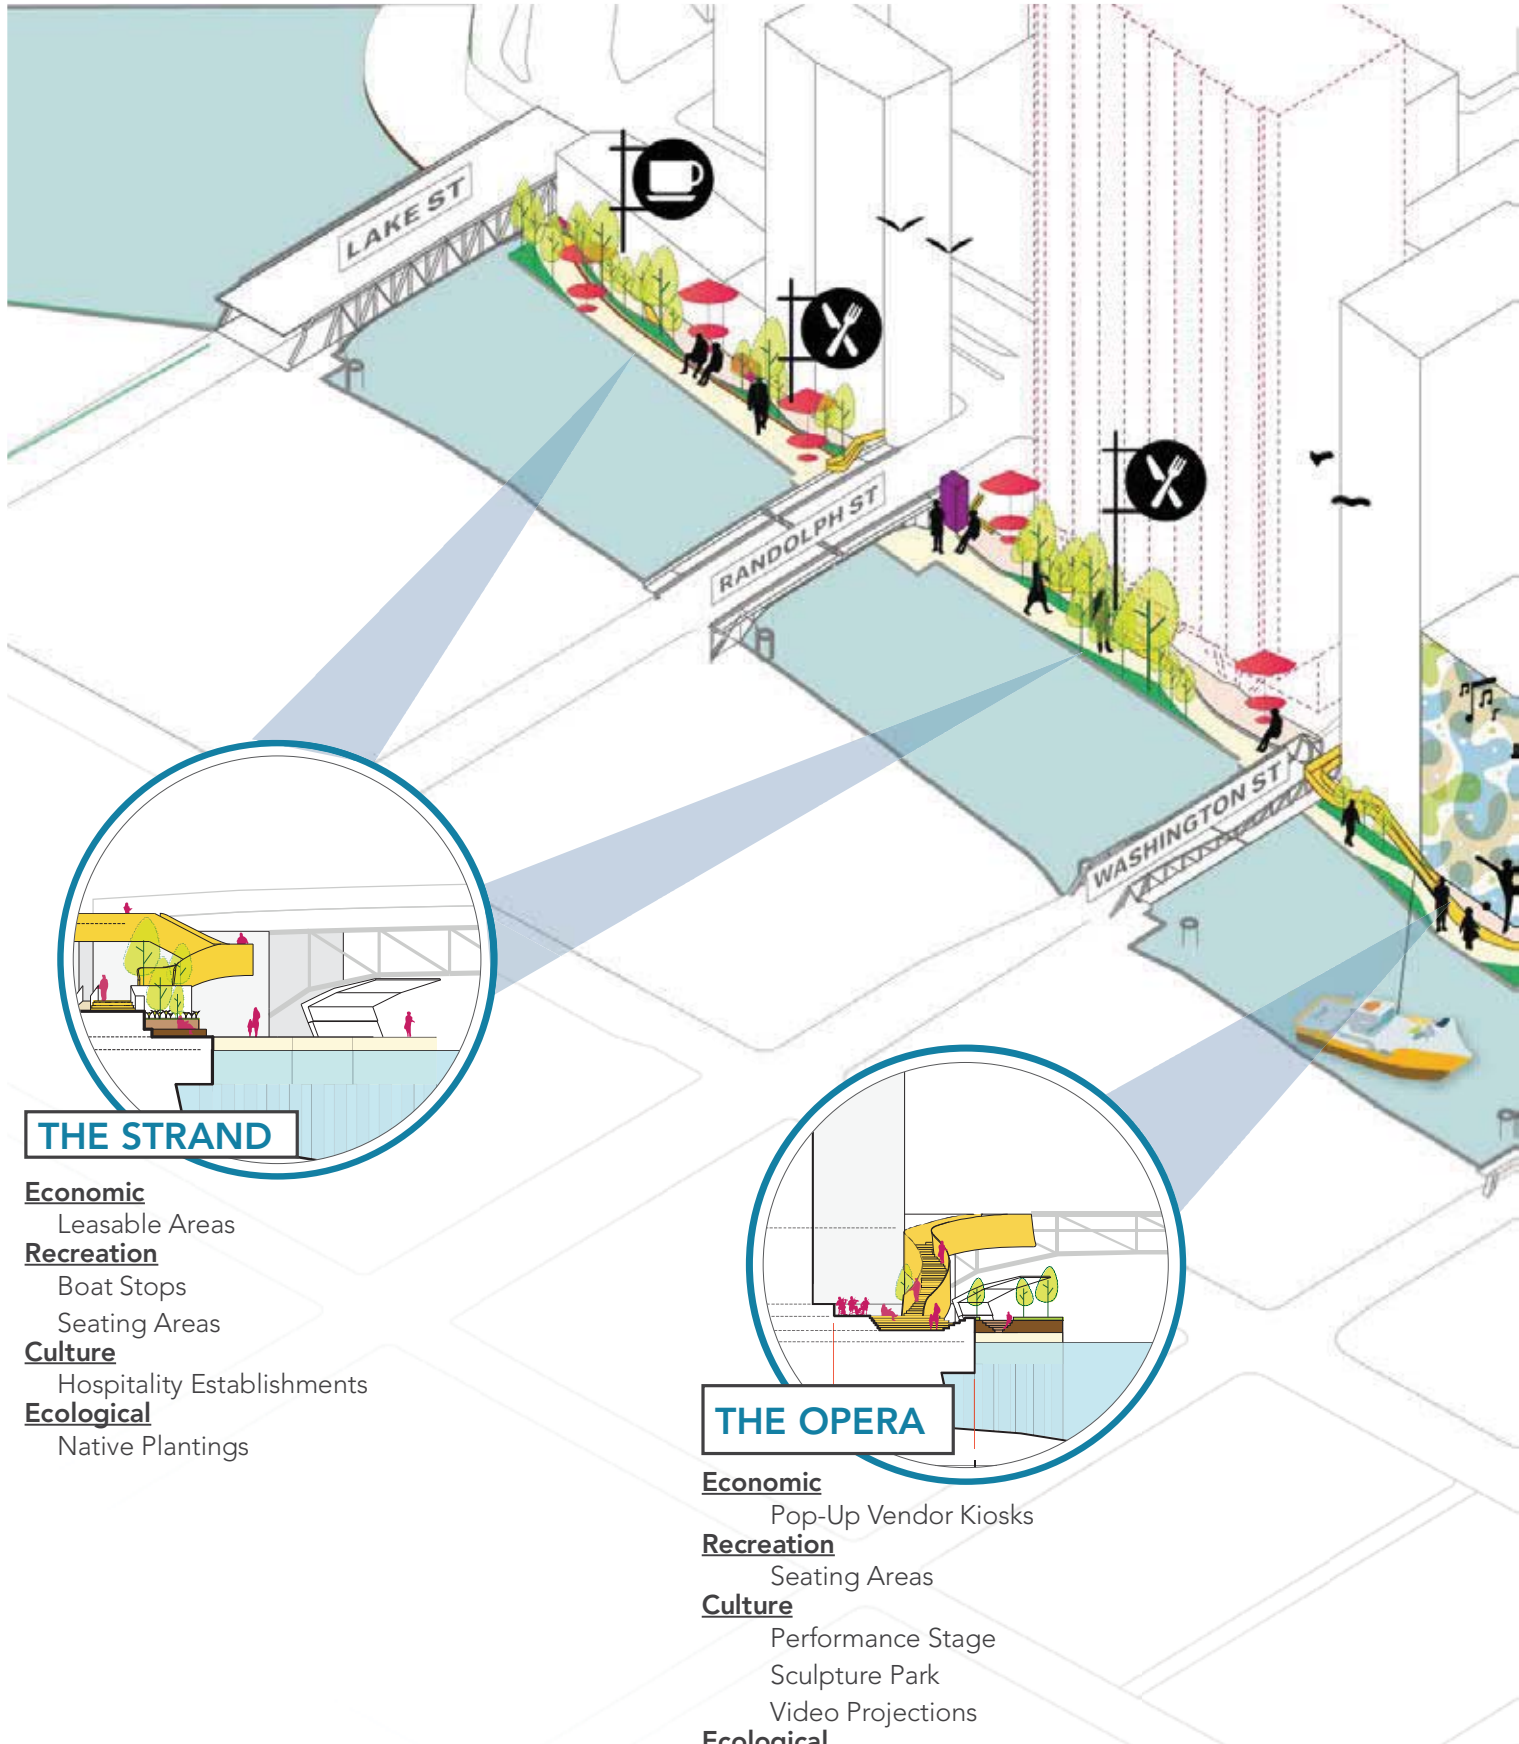 LAKE ST
RANDOLPH ST
WASHINGTON ST
THE STRAND
Economic
Leasable Areas
Recreation
Boat Stops
Seating Areas
Culture
Hospitality Establishments
Ecological
Native Plantings
THE OPERA
Economic
Pop-Up Vendor Kiosks
Recreation
Seating Areas
Culture
Performance Stage
Sculpture Park
Video Projections
Ecological